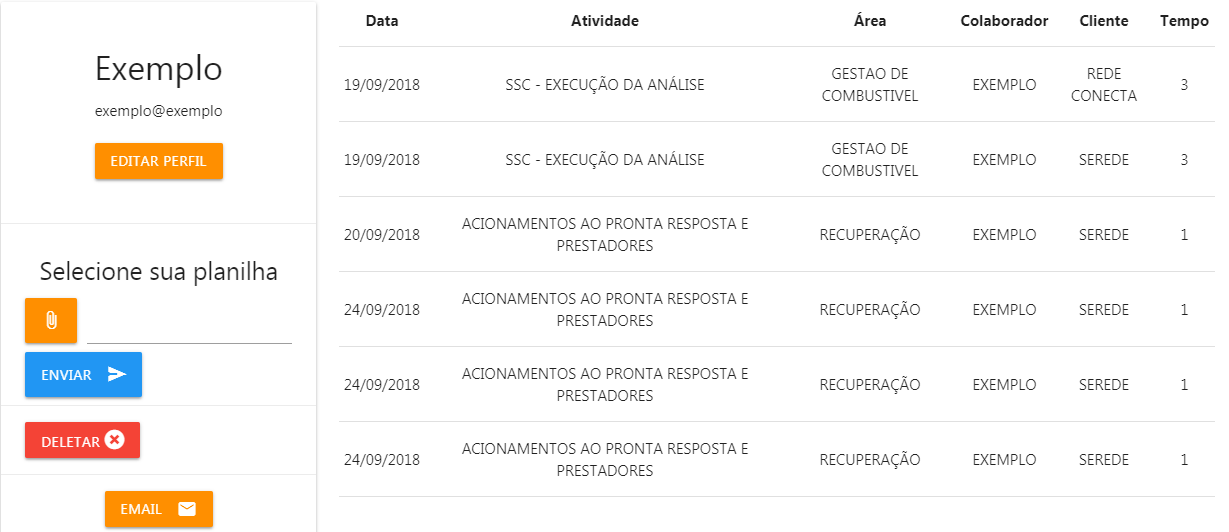 Exemplo
exemplo@exemplo
EDITAR PERFIL
Selecione sua planilha
ENVIAR
DELETAR
EMAIL
Data Atividade Área Colaborador Cliente Tempo
19/09/2018 SSC - EXECUÇÃO DA ANÁLISE GESTAO DE COMBUSTIVEL EXEMPLO REDE CONECTA 3
19/09/2018 SSC - EXECUÇÃO DA ANÁLISE GESTAO DE COMBUSTIVEL EXEMPLO SEREDE 3
20/09/2018 ACIONAMENTOS AO PRONTA RESPOSTA E PRESTADORES RECUPERAÇÃO EXEMPLO SEREDE 1
24/09/2018 ACIONAMENTOS AO PRONTA RESPOSTA E PRESTADORES RECUPERAÇÃO EXEMPLO SEREDE 1
24/09/2018 ACIONAMENTOS AO PRONTA RESPOSTA E PRESTADORES RECUPERAÇÃO EXEMPLO SEREDE 1
24/09/2018 ACIONAMENTOS AO PRONTA RESPOSTA E PRESTADORES RECUPERAÇÃO EXEMPLO SEREDE 1